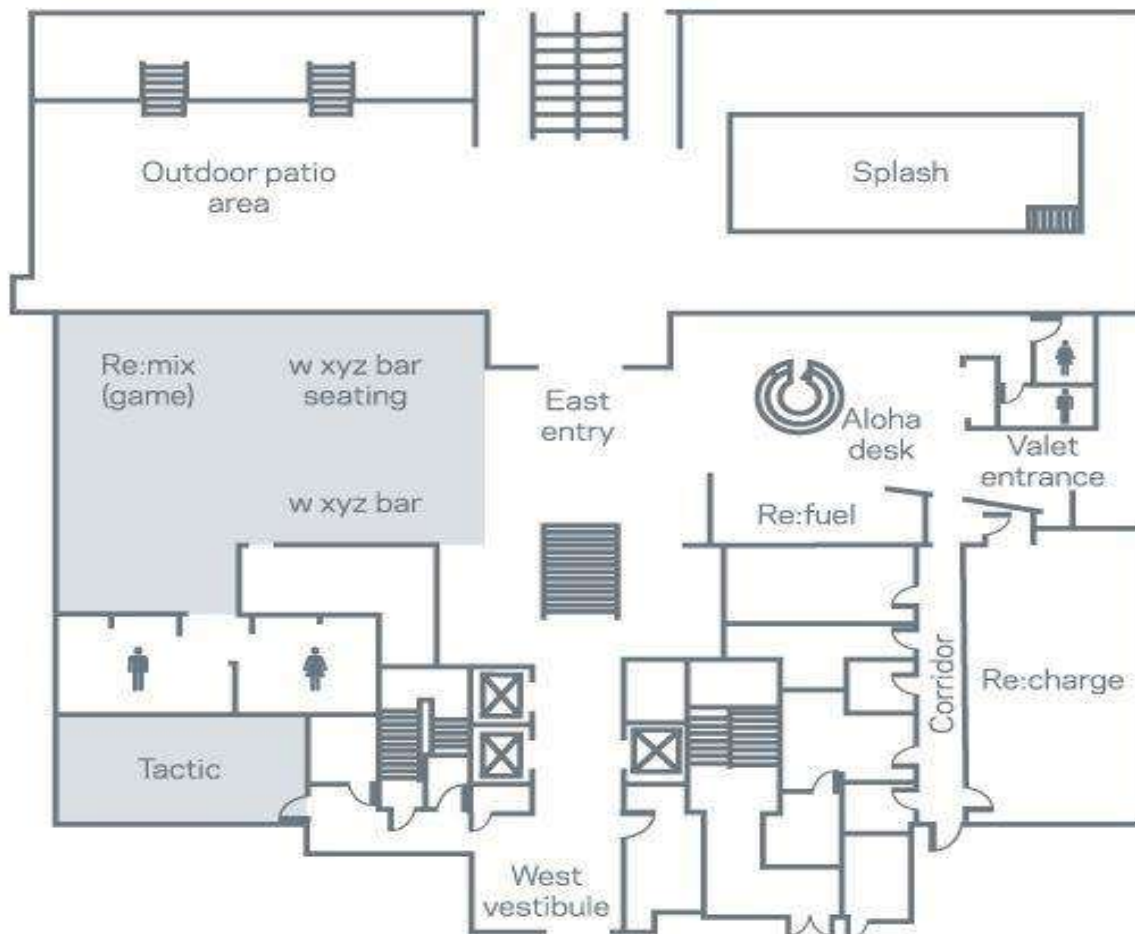 Outdoor patio
area
Splash
Re:mix
(game)
w xyz bar
seating
East
entry
Aloha
desk
Valet
entrance
w xyz bar
Re:fuel
Corridor
Re:charge
Tactic
West
vestibule